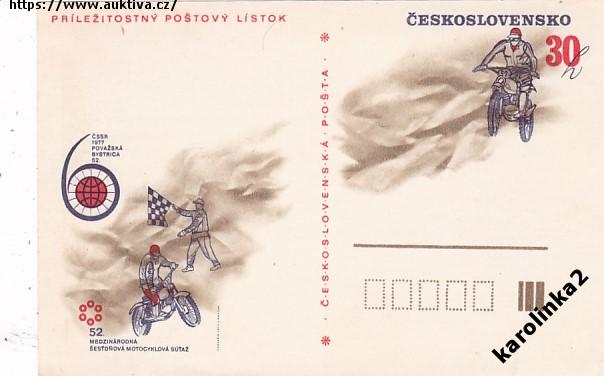 https://www.auktiva.cz/
PRÍLEŽITOSTNÝ POŠTOVÝ LÍSTOK
ČESKOSLOVENSKO
30 h
ČESKOSLOVENSKÁ POŠTA
ČSSR
1977
POVAŽSKÁ
BYSTRICA
52.
52.
MEDZINÁRODNÁ
ŠESŤDŇOVÁ MOTOCYKLOVÁ SÚŤAŽ
karolinka2